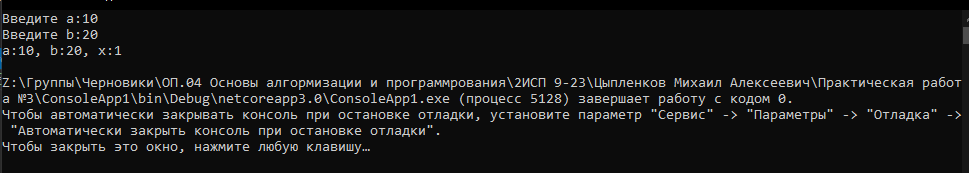 Введите a:10
Введите b:20
a:10, b:20, x:1
Z:\Группы\Черновики\ОП.04 Основы алгормизации и программрования\2ИСП 9-23\Цыпленков Михаил Алексеевич\Практическая работ
а №3\ConsoleApp1\bin\Debug\netcoreapp3.0\ConsoleApp1.exe (процесс 5128) завершает работу с кодом 0.
Чтобы автоматически закрывать консоль при остановке отладки, установите параметр "Сервис" -> "Параметры" -> "Отладка" ->
"Автоматически закрыть консоль при остановке отладки".
Чтобы закрыть это окно, нажмите любую клавишу…